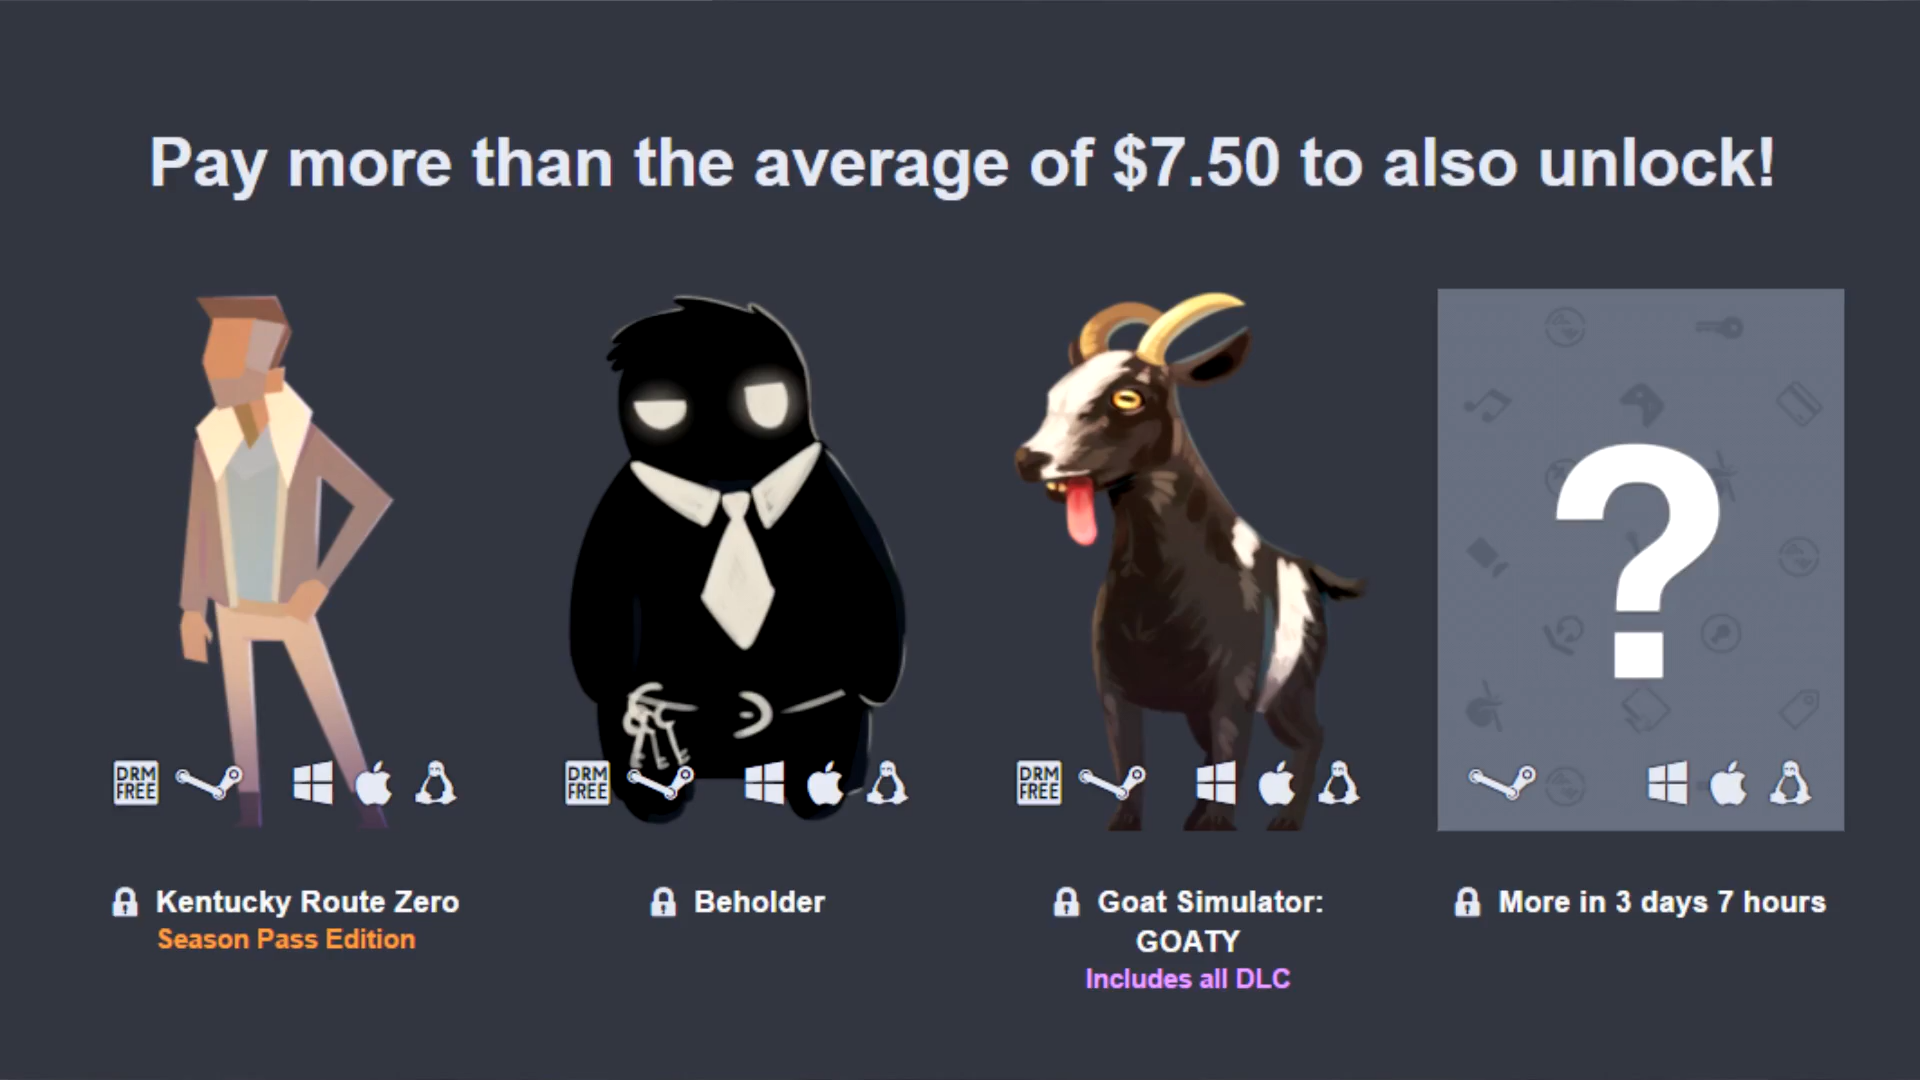 Pay more than the average of $7.50 to also unlock!
?
DRM FREE
DRM FREE
DRM FREE
Kentucky Route Zero
Season Pass Edition
Beholder
Goat Simulator:
GOATY
Includes all DLC
More in 3 days 7 hours